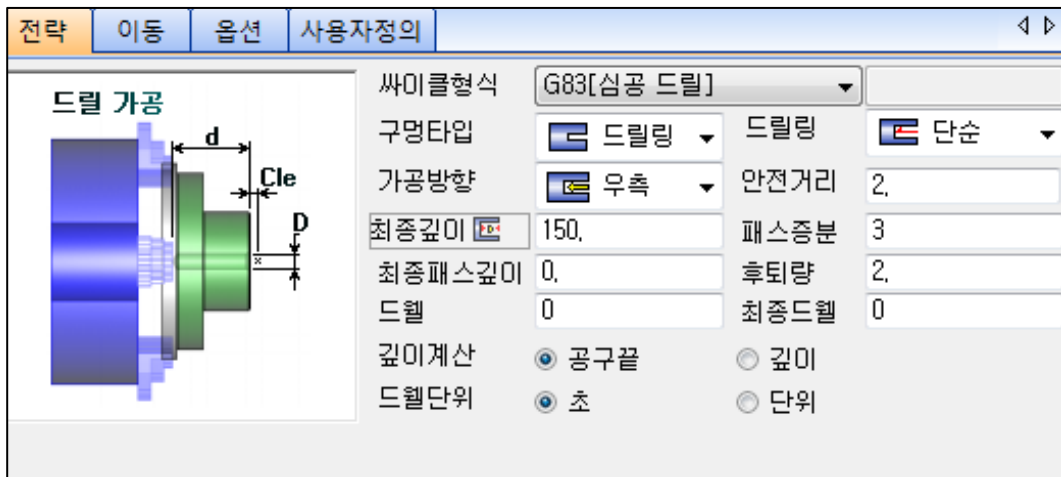 전략 이동 옵션 사용자정의
드릴 가공
d
Cle
D
싸이클형식 G83[심공 드릴]
구멍타입 드릴링 드릴링 단순
가공방향 우측 안전거리 2,
최종깊이 150, 패스증분 3
최종패스깊이 0, 후퇴량 2,
드웰 0 최종드웰 0
깊이계산 공구끝 깊이
드웰단위 초 단위